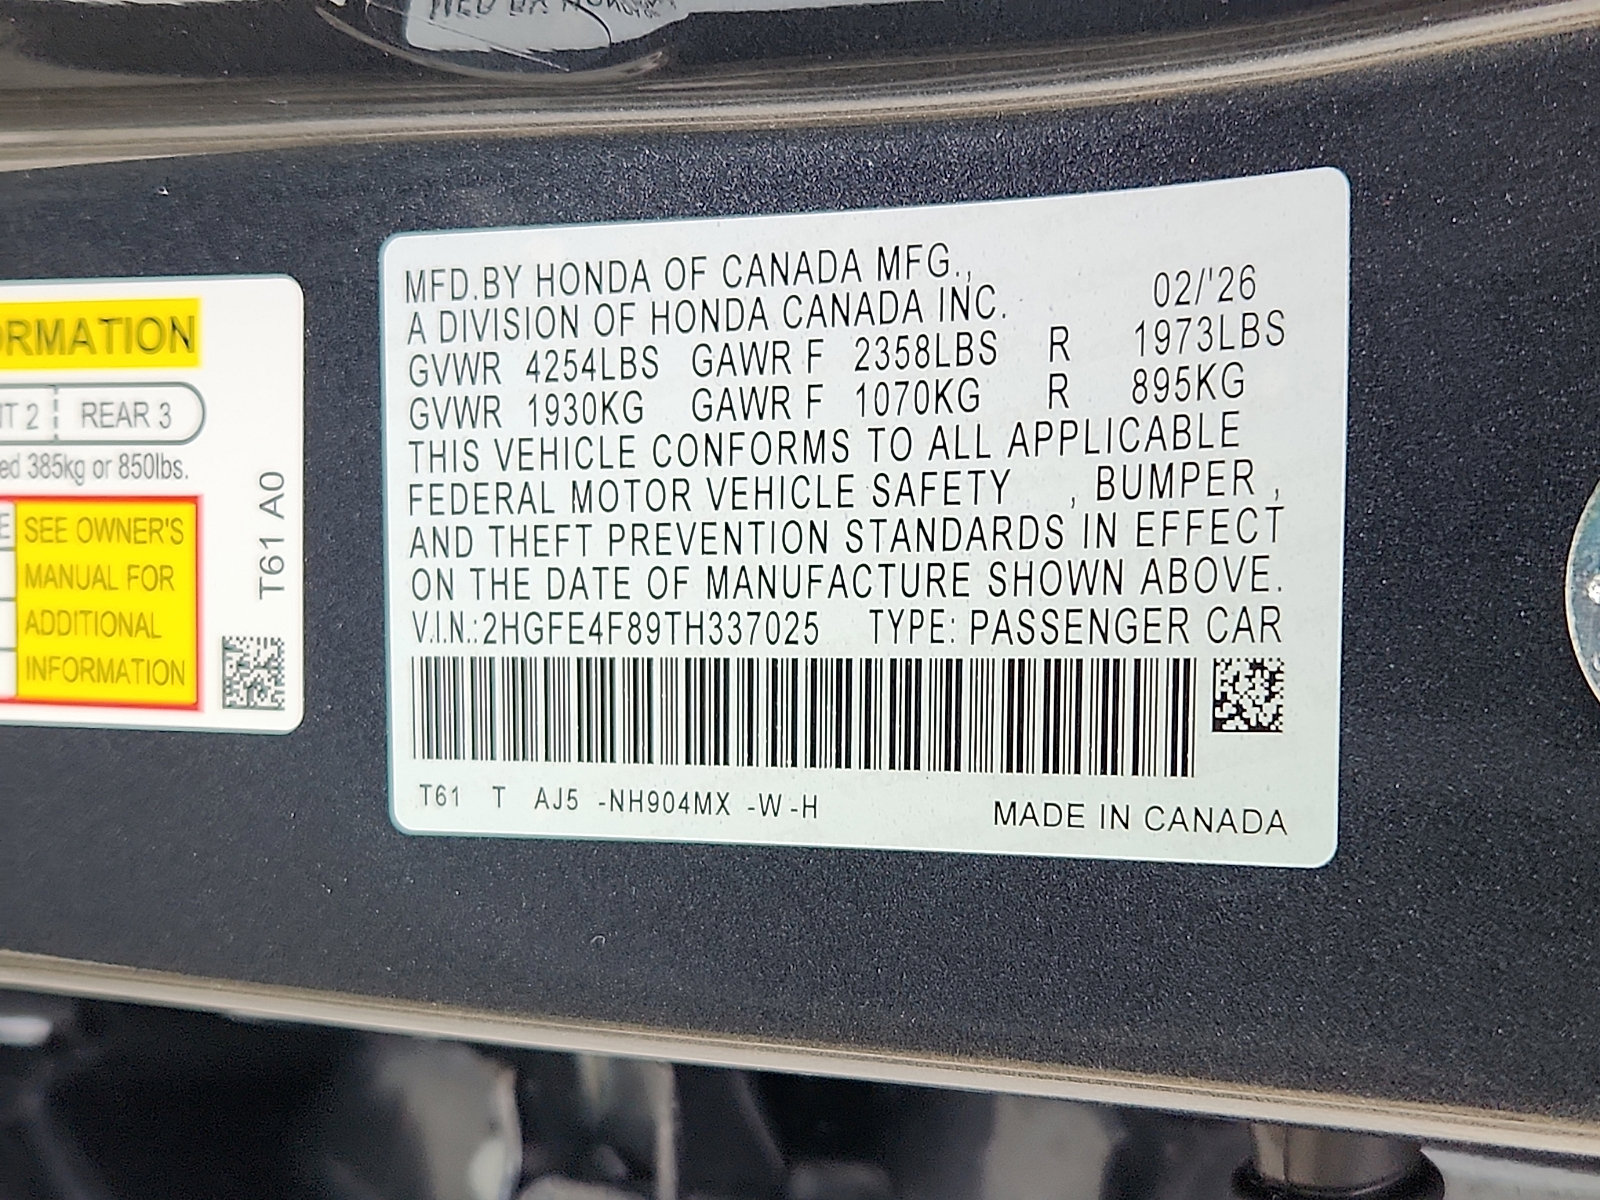 MFD.BY HONDA OF CANADA MFG.,
A DIVISION OF HONDA CANADA INC. 02/'26
GVWR 4254LBS GAWR F 2358LBS R 1973LBS
GVWR 1930KG GAWR F 1070KG R 895KG
THIS VEHICLE CONFORMS TO ALL APPLICABLE
FEDERAL MOTOR VEHICLE SAFETY , BUMPER ,
AND THEFT PREVENTION STANDARDS IN EFFECT
ON THE DATE OF MANUFACTURE SHOWN ABOVE.
V.I.N.:2HGFE4F89TH337025 TYPE: PASSENGER CAR
T61 T AJ5 -NH904MX -W -H MADE IN CANADA
ORMATION
2 REAR 3
ed 385kg or 850lbs.
SEE OWNER'S
MANUAL FOR
ADDITIONAL
INFORMATION
T61 A0